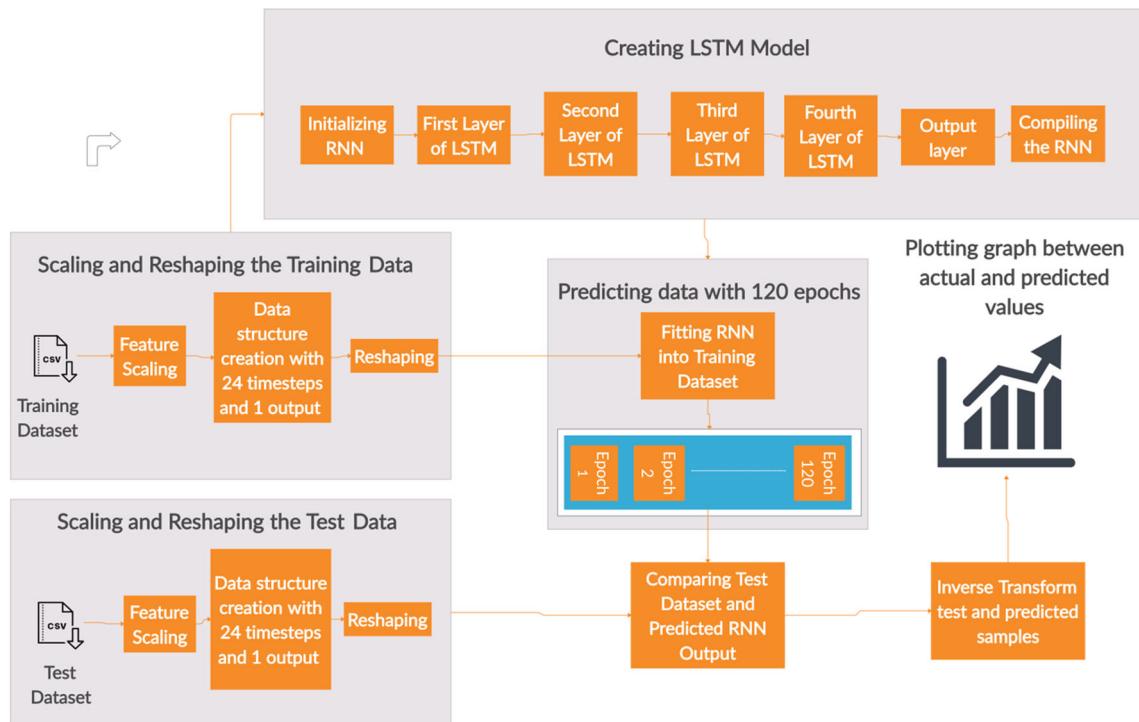 Creating LSTM Model
Initializing
RNN
First Layer
of LSTM
Second
Layer of
LSTM
Third
Layer of
LSTM
Fourth
Layer of
LSTM
Output
layer
Compiling
the RNN
Scaling and Reshaping the Training Data
CSV
Training
Dataset
Feature
Scaling
Data
structure
creation with
24 timesteps
and 1 output
Reshaping
Predicting data with 120 epochs
Fitting RNN
into Training
Dataset
Epoch
1
Epoch
2
Epoch
120
Plotting graph between
actual and predicted
values
Scaling and Reshaping the Test Data
CSV
Test
Dataset
Feature
Scaling
Data structure
creation with
24 timesteps
and 1 output
Reshaping
Comparing Test
Dataset and
Predicted RNN
Output
Inverse Transform
test and predicted
samples